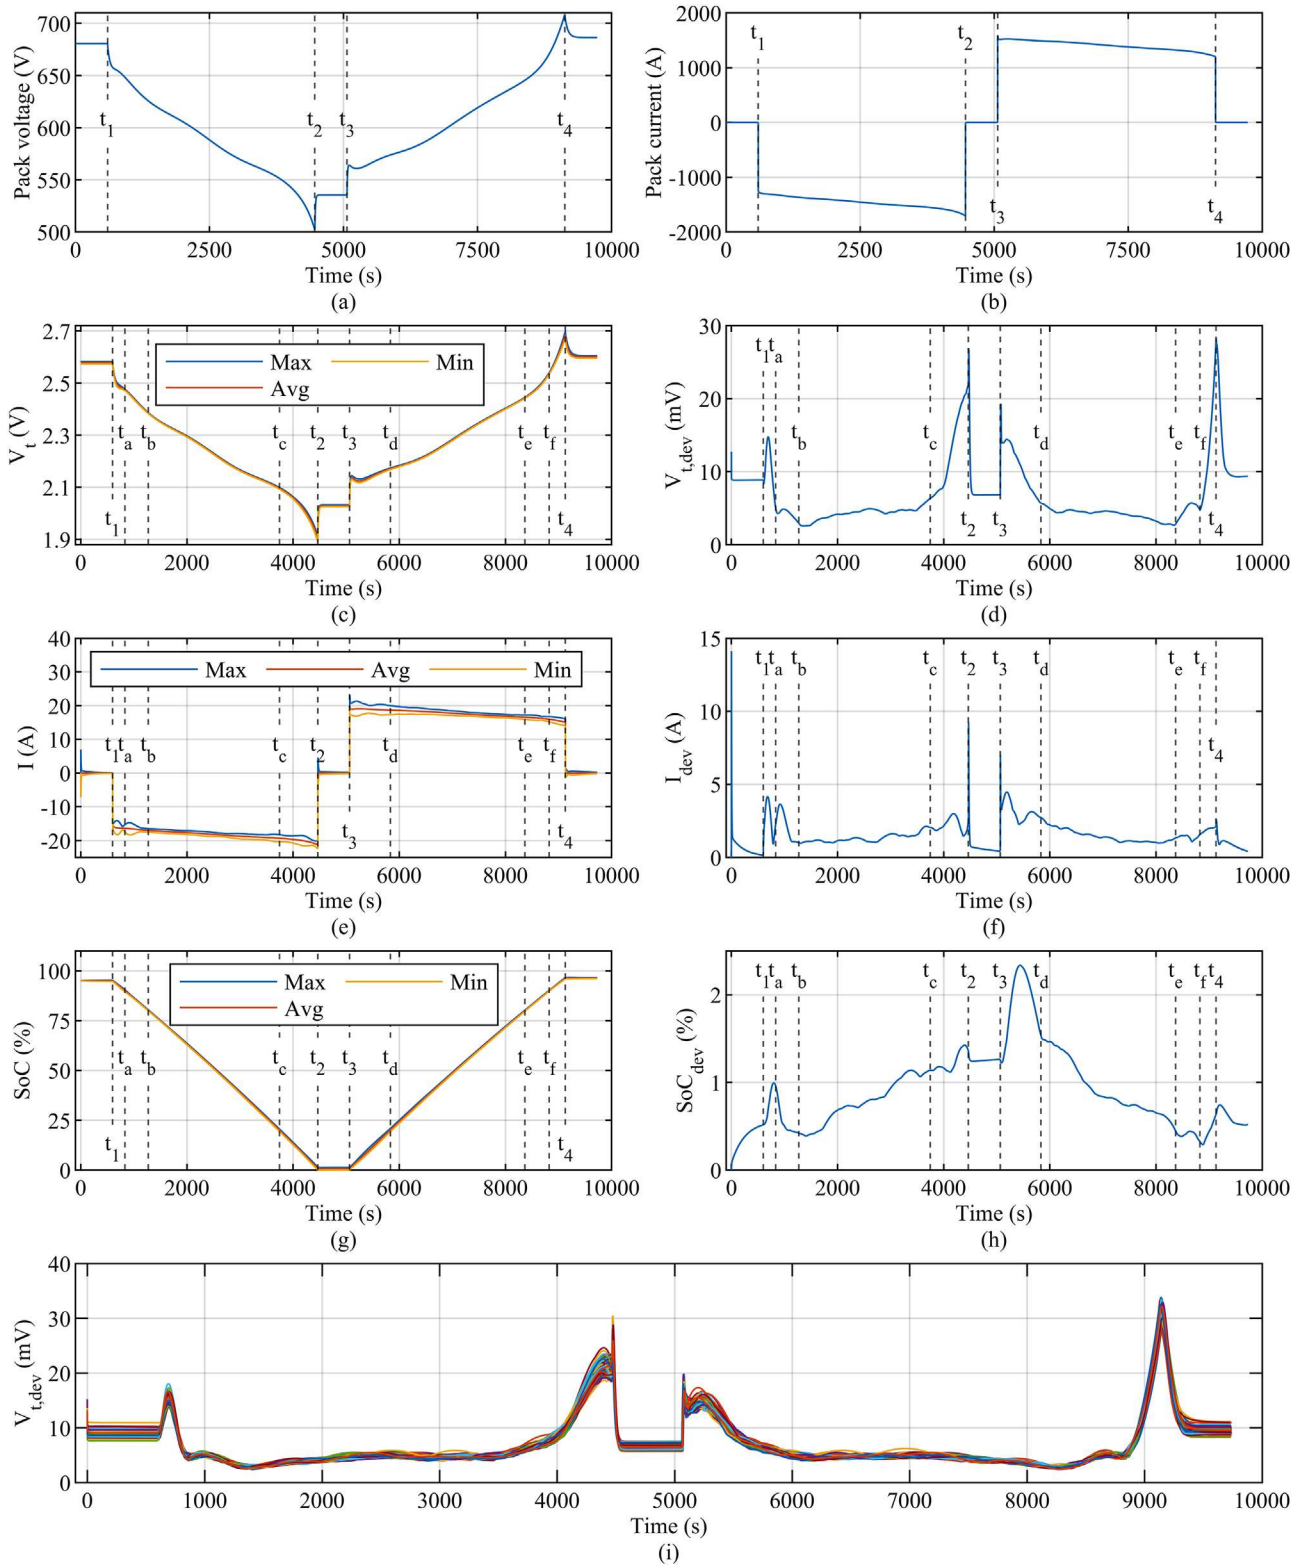 700
650
600
550
500
Pack voltage (V)
t1
t2
t3
t4
0
2500
5000
7500
10000
Time (s)
(a)
2000
1000
0
-1000
-2000
Pack current (A)
t1
t2
t3
t4
0
2500
5000
7500
10000
Time (s)
(b)
2.7
2.5
2.3
2.1
1.9
Vt (V)
Max
Min
Avg
ta
tb
tc
t2
t3
td
te
tf
t1
t4
0
2000
4000
6000
8000
10000
Time (s)
(c)
30
20
10
0
Vt,dev (mV)
t1
ta
tb
tc
td
te
tf
t2
t3
t4
0
2000
4000
6000
8000
10000
Time (s)
(d)
40
30
20
10
0
-10
-20
I (A)
Max
Avg
Min
t1
ta
tb
tc
t2
td
te
tf
t3
t4
0
2000
4000
6000
8000
10000
Time (s)
(e)
15
10
5
0
Idev (A)
t1
ta
tb
tc
t2
t3
td
te
tf
t4
0
2000
4000
6000
8000
10000
Time (s)
(f)
100
75
50
25
0
SoC (%)
Max
Min
Avg
ta
tb
tc
t2
t3
td
te
tf
t1
t4
0
2000
4000
6000
8000
10000
Time (s)
(g)
2
1
0
SoCdev (%)
t1
ta
tb
tc
t2
t3
td
te
tf
t4
0
2000
4000
6000
8000
10000
Time (s)
(h)
40
30
20
10
0
Vt,dev (mV)
0
1000
2000
3000
4000
5000
6000
7000
8000
9000
10000
Time (s)
(i)